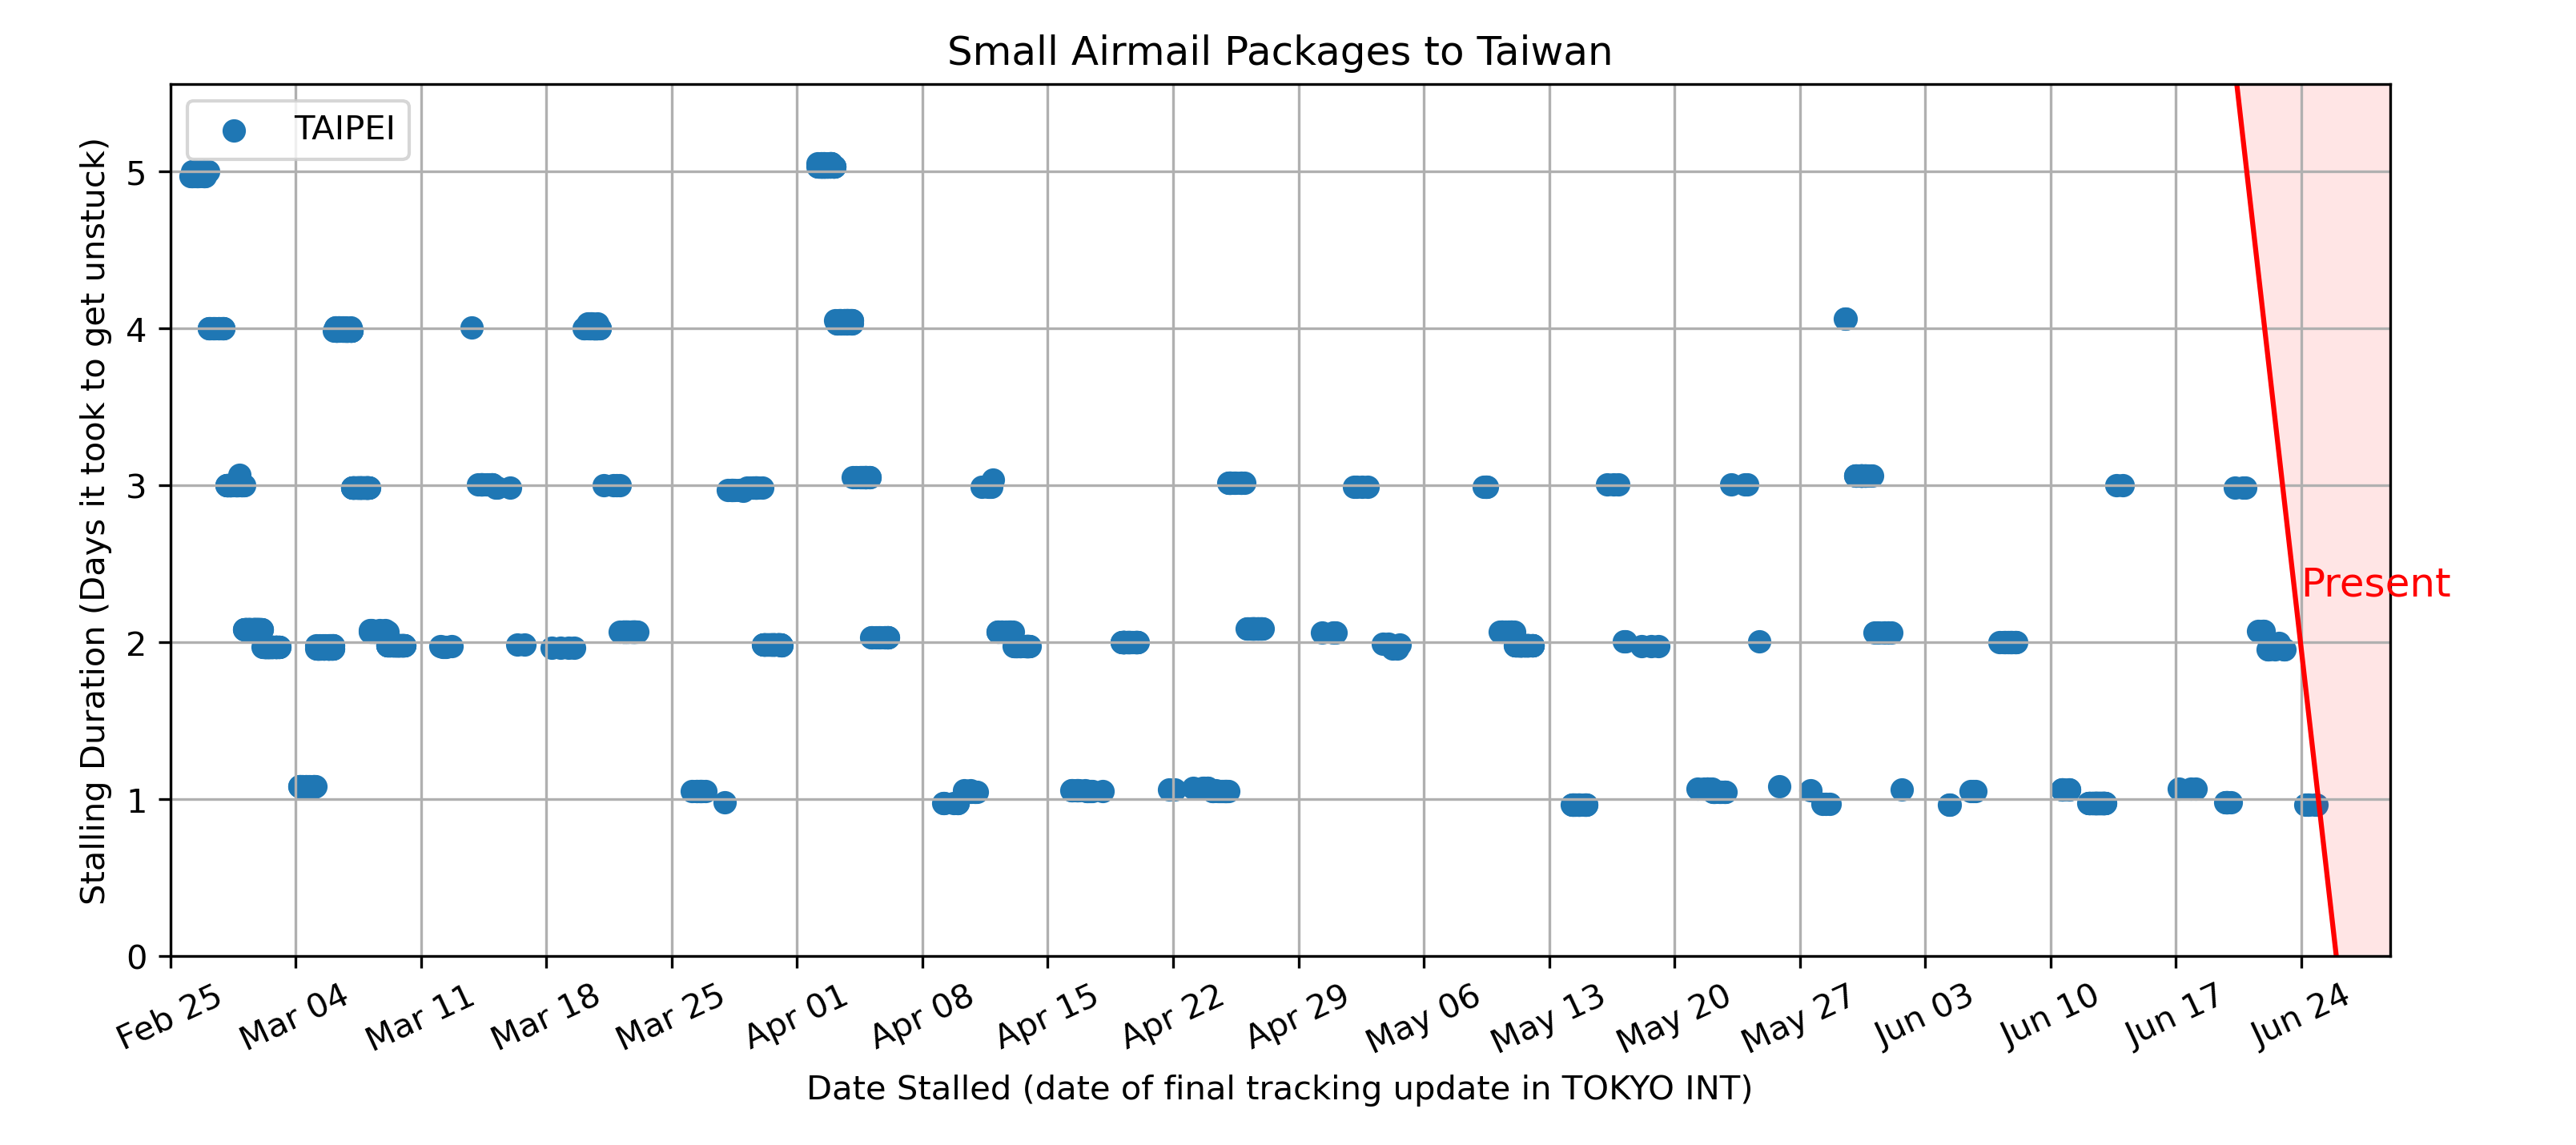 Small Airmail Packages to Taiwan
TAIPEI
Stalling Duration (Days it took to get unstuck)
5
4
3
2
1
0
Present
Feb 25
Mar 04
Mar 11
Mar 18
Mar 25
Apr 01
Apr 08
Apr 15
Apr 22
Apr 29
May 06
May 13
May 20
May 27
Jun 03
Jun 10
Jun 17
Jun 24
Date Stalled (date of final tracking update in TOKYO INT)